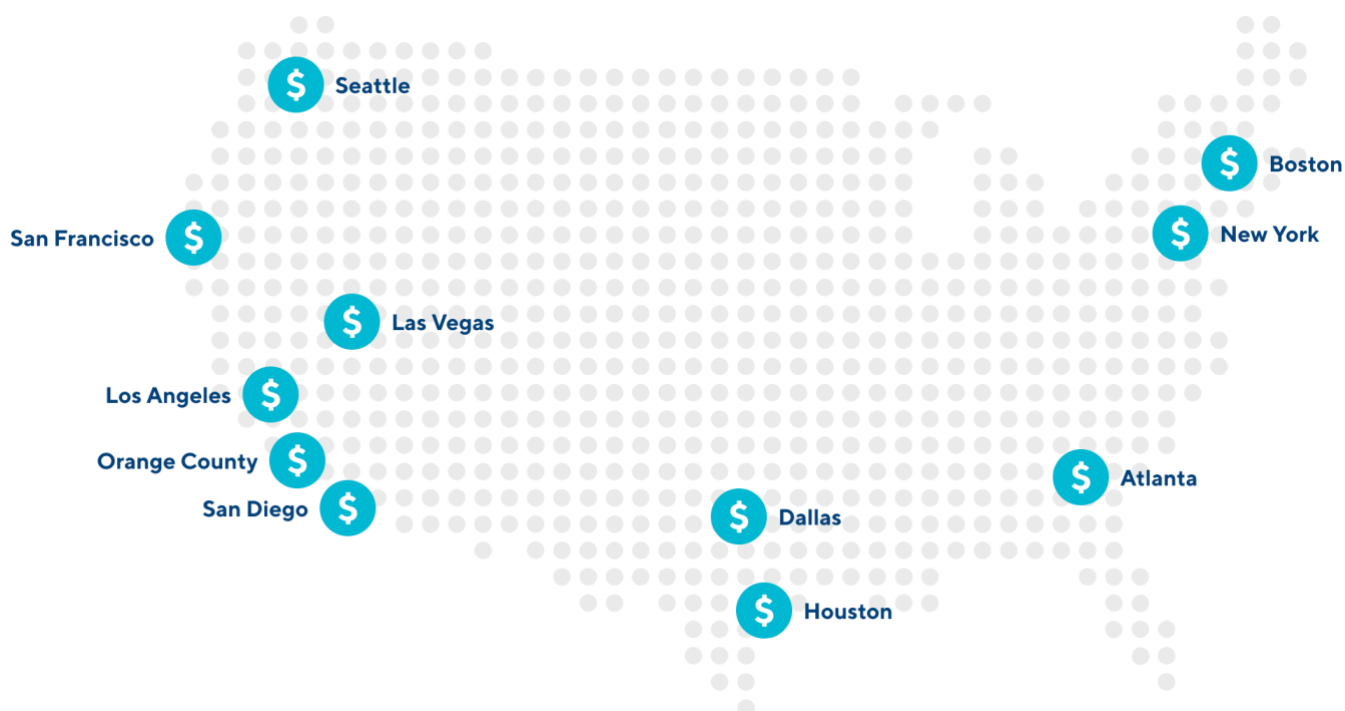 $ Seattle
$ Boston
San Francisco $
$ New York
$ Las Vegas
Los Angeles $
Orange County $
$ Atlanta
San Diego $
$ Dallas
$ Houston